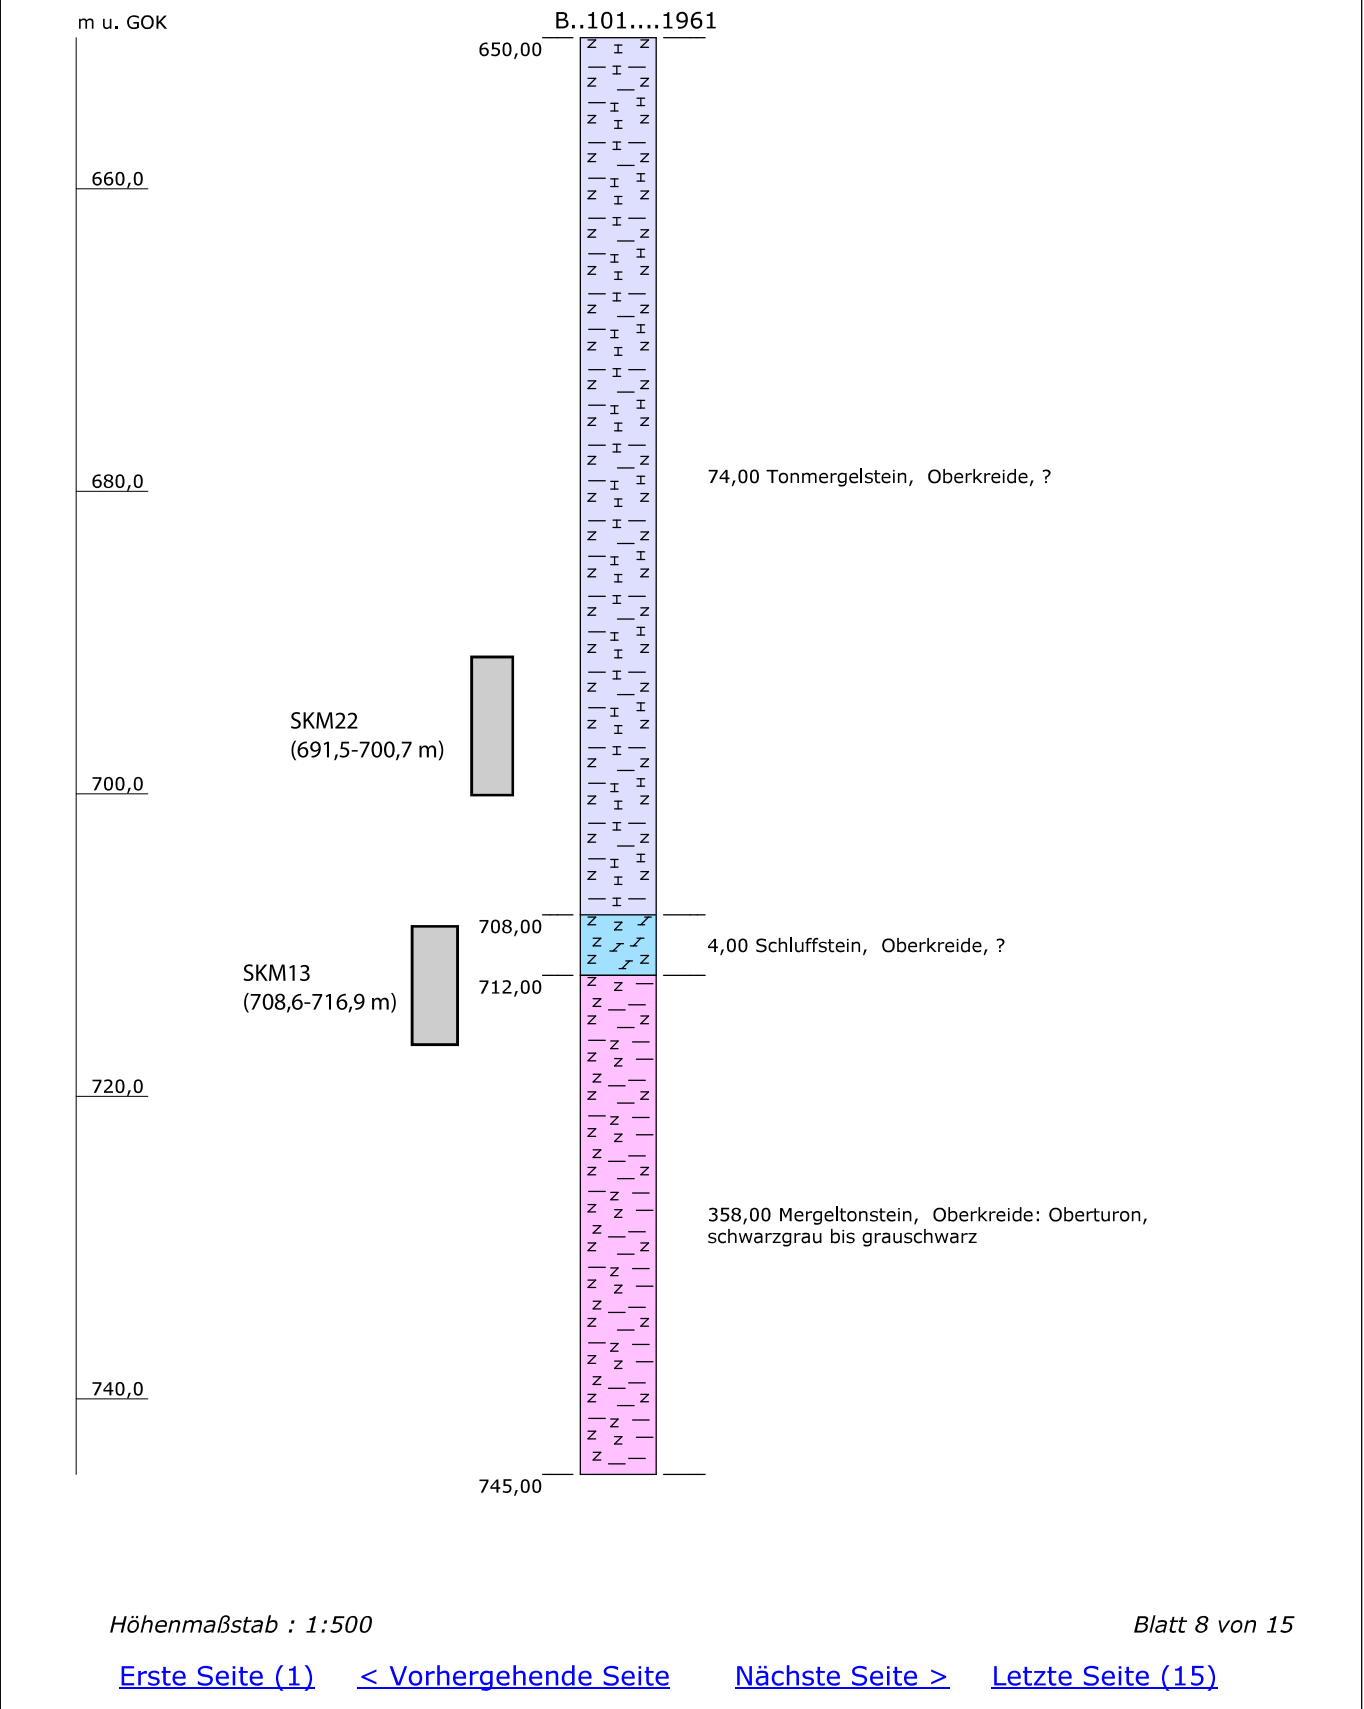 m u. GOK
B..101....1961
650,00
660,0
680,0
74,00 Tonmergelstein, Oberkreide, ?
SKM22
(691,5-700,7 m)
700,0
708,00
4,00 Schluffstein, Oberkreide, ?
SKM13
(708,6-716,9 m)
712,00
720,0
358,00 Mergeltonstein, Oberkreide: Oberturon,
schwarzgrau bis grauschwarz
740,0
745,00
Höhenmaßstab : 1:500
Blatt 8 von 15
Erste Seite (1) < Vorhergehende Seite Nächste Seite > Letzte Seite (15)